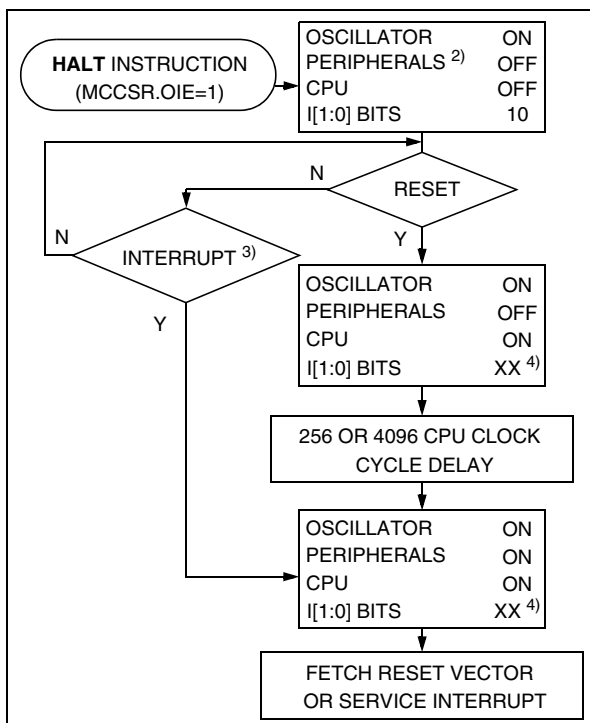 HALT INSTRUCTION
(MCCSR.OIE=1)
OSCILLATOR ON
PERIPHERALS 2) OFF
CPU OFF
I[1:0] BITS 10
RESET
N
Y
INTERRUPT 3)
N
Y
OSCILLATOR ON
PERIPHERALS OFF
CPU ON
I[1:0] BITS XX 4)
256 OR 4096 CPU CLOCK
CYCLE DELAY
OSCILLATOR ON
PERIPHERALS ON
CPU ON
I[1:0] BITS XX 4)
FETCH RESET VECTOR
OR SERVICE INTERRUPT